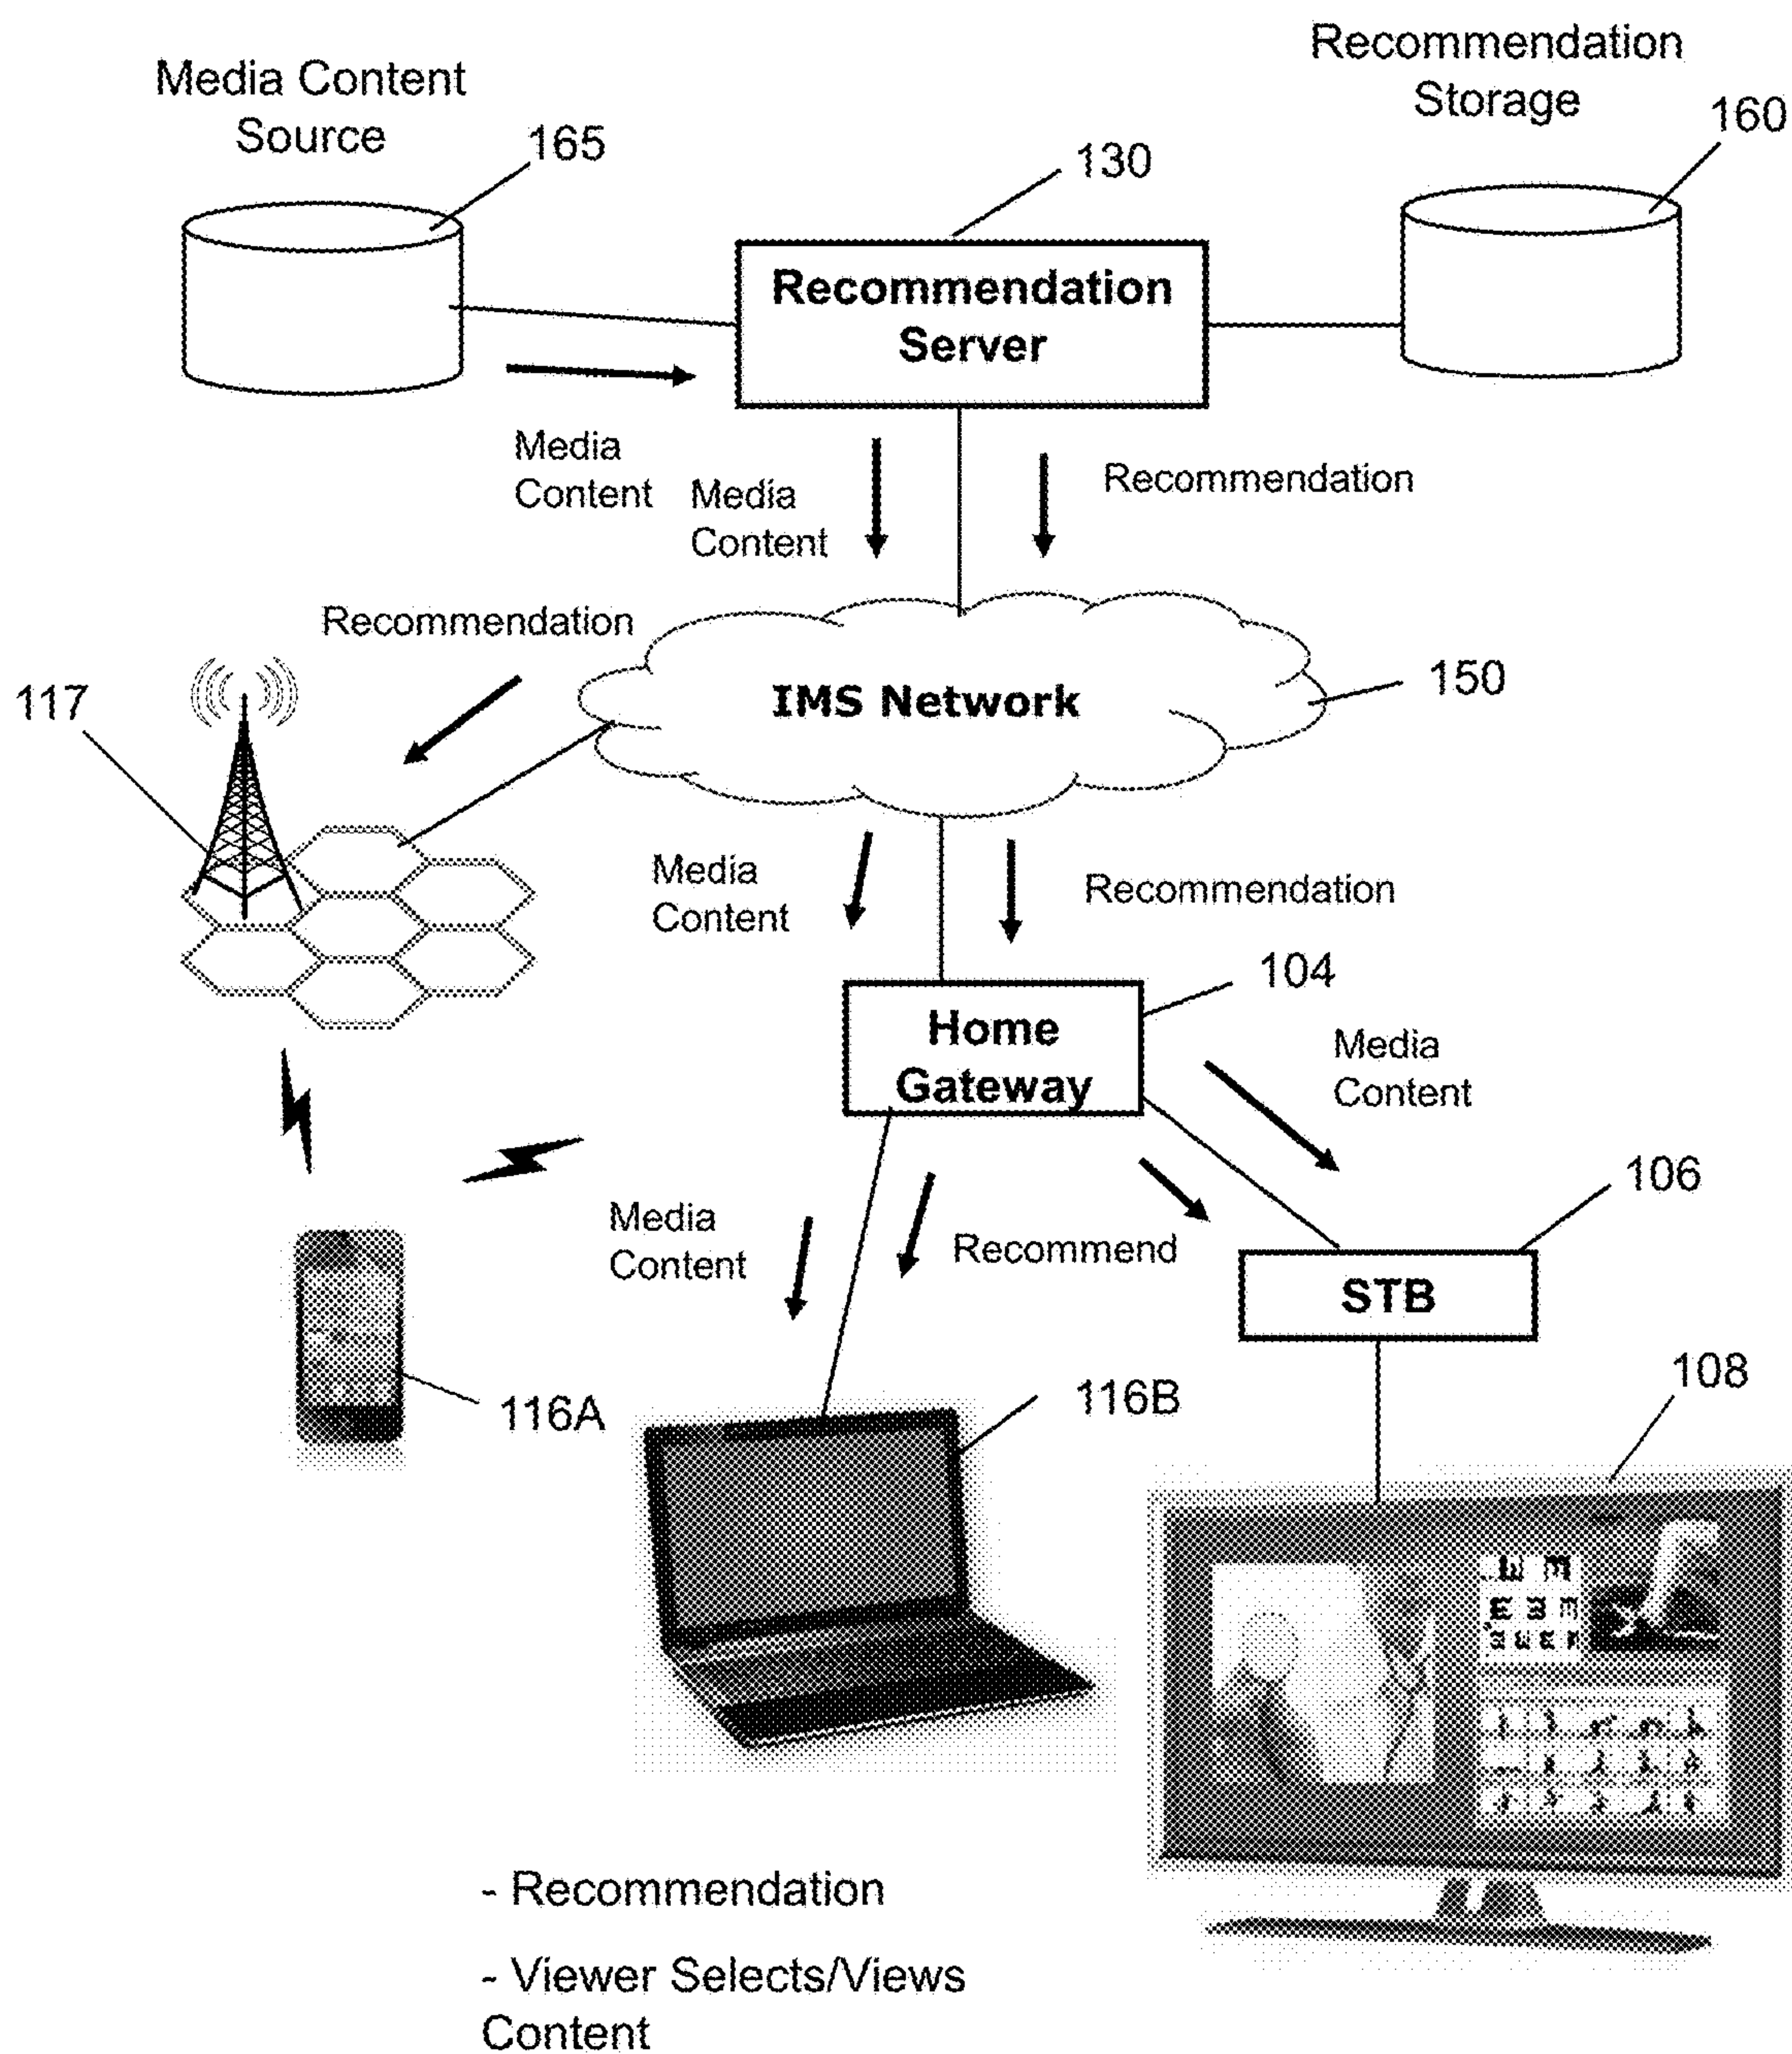 Media Content
Source
165
Recommendation
Storage
160
130
Recommendation
Server
Media
Content
Media
Content
Recommendation
Recommendation
117
IMS Network
150
Media
Content
Recommendation
104
Home
Gateway
Media
Content
106
Media
Content
Recommend
STB
108
116A
116B
- Recommendation
- Viewer Selects/Views
Content